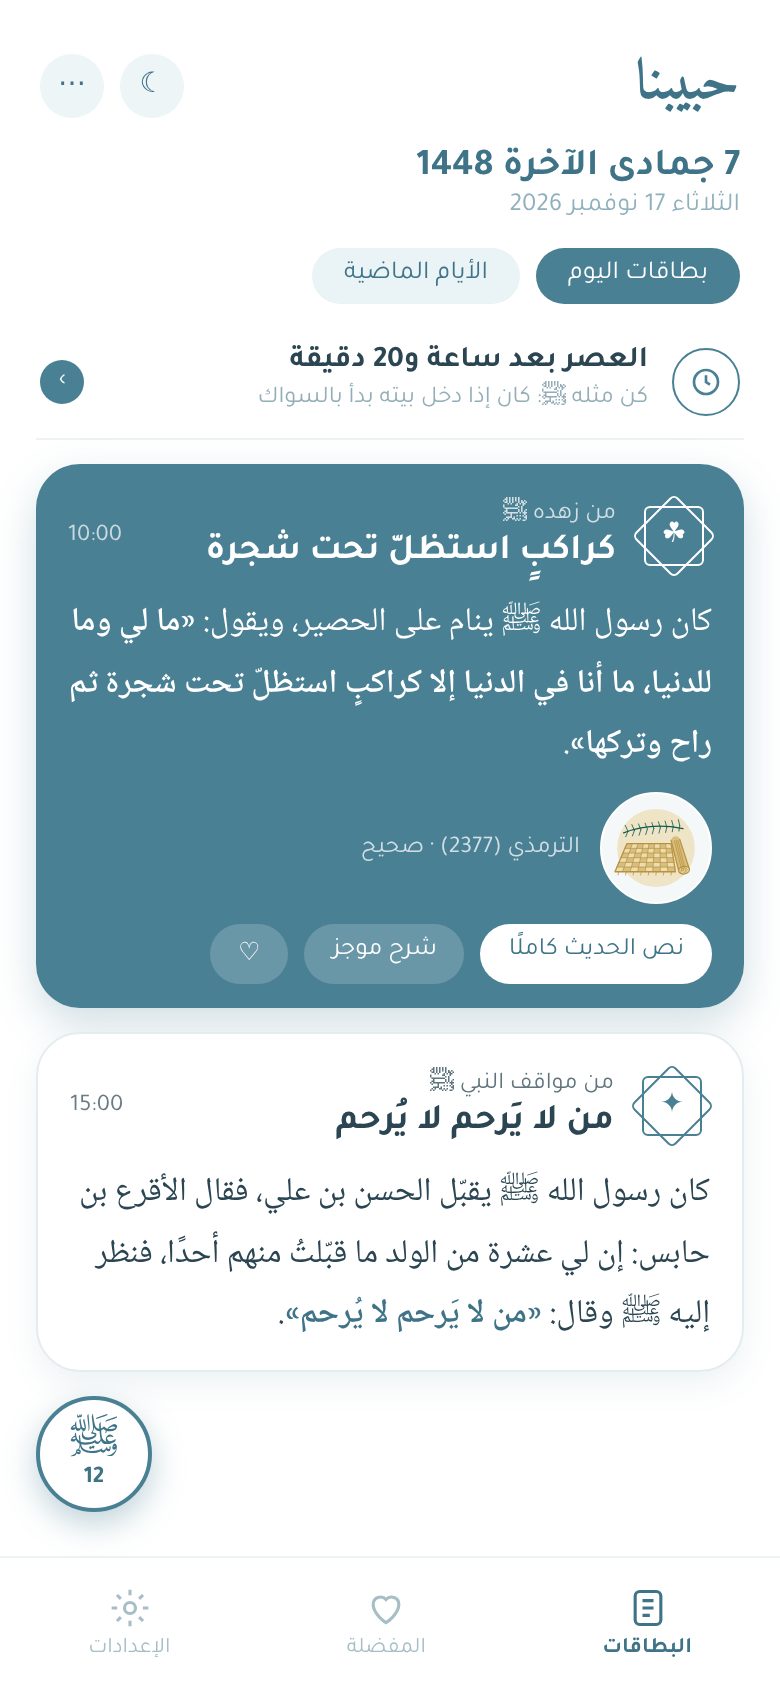 حبيبنا
7 جمادى الآخرة 1448
الثلاثاء 17 نوفمبر 2026
بطاقات اليوم
الأيام الماضية
العصر بعد ساعة و20 دقيقة
كن مثله ﷺ: كان إذا دخل بيته بدأ بالسواك
من زهده ﷺ
كراكبٍ استظلّ تحت شجرة
10:00
كان رسول الله ﷺ ينام على الحصير، ويقول: «ما لي وما
للدنيا، ما أنا في الدنيا إلا كراكبٍ استظلّ تحت شجرة ثم
راح وتركها».
الترمذي (2377) · صحيح
نص الحديث كاملًا
شرح موجز
من مواقف النبي ﷺ
من لا يَرحم لا يُرحم
15:00
كان رسول الله ﷺ يقبّل الحسن بن علي، فقال الأقرع بن
حابس: إن لي عشرة من الولد ما قبّلتُ منهم أحدًا، فنظر
إليه ﷺ وقال: «من لا يَرحم لا يُرحم».
ﷺ
12
البطاقات
المفضلة
الإعدادات